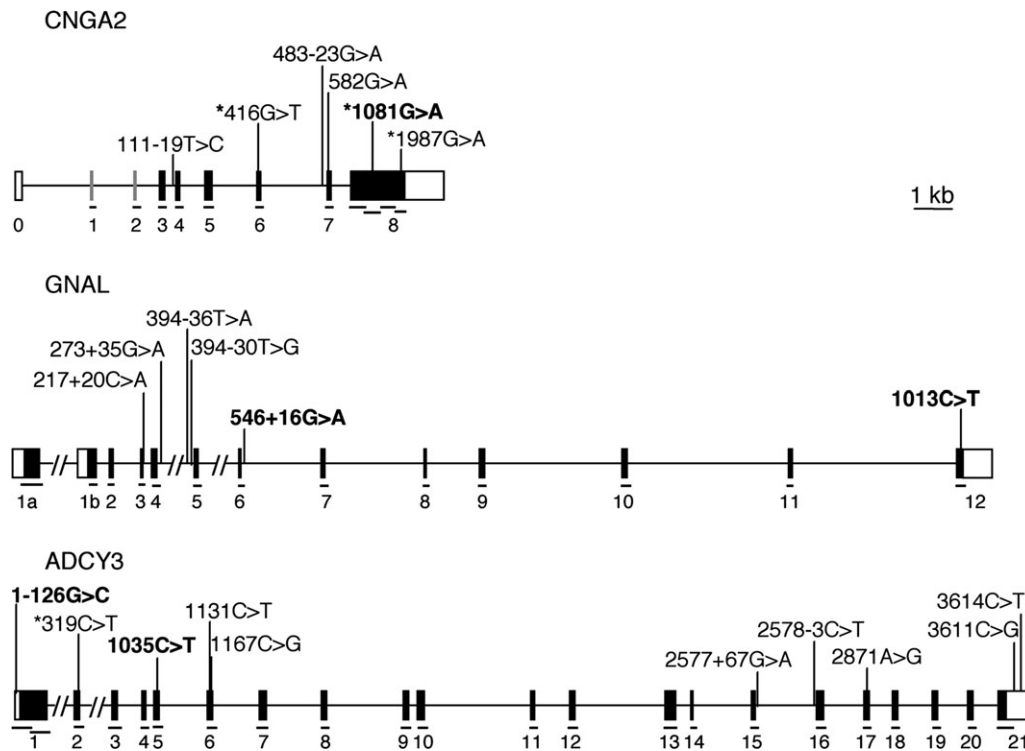 CNGA2
483-23G>A
582G>A
*416G>T
*1081G>A
*1987G>A
111-19T>C
1 kb
0 1 2 3 4 5 6 7 8
GNAL
394-36T>A
273+35G>A
394-30T>G
217+20C>A
546+16G>A
1013C>T
1a 1b 2 3 4 5 6 7 8 9 10 11 12
ADCY3
1-126G>C
*319C>T
1035C>T
1131C>T
1167C>G
2577+67G>A
2578-3C>T
2871A>G
3614C>T
3611C>G
1 2 3 4 5 6 7 8 9 10 11 12 13 14 15 16 17 18 19 20 21